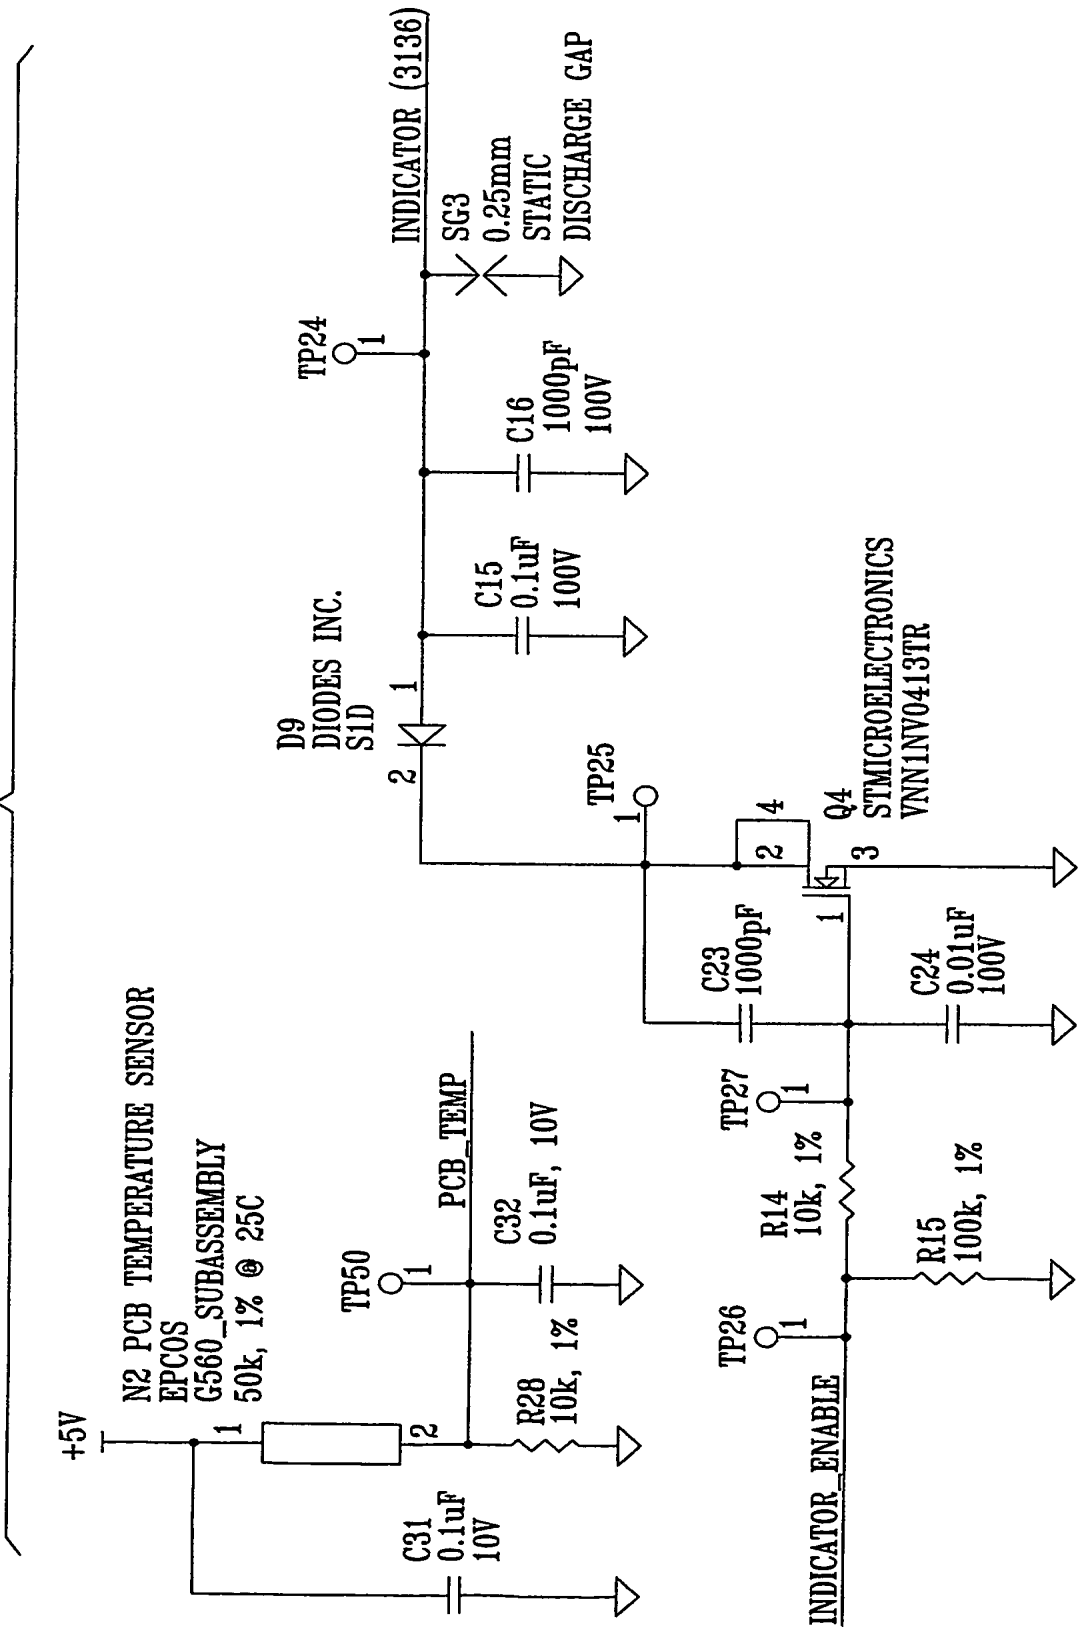 +5V
N2 PCB TEMPERATURE SENSOR
EPCOS
G560_SUBASSEMBLY
50k, 1% @ 25C
1
2
C31
0.1uF
10V
R28
10k, 1%
TP50
1
C32
0.1uF, 10V
PCB_TEMP
D9
DIODES INC.
S1D
2
1
C15
0.1uF
100V
C16
1000pF
100V
TP24
1
INDICATOR (3136)
SG3
0.25mm
STATIC
DISCHARGE GAP
TP25
1
INDICATOR_ENABLE
TP26
1
R14
10k, 1%
R15
100k, 1%
TP27
1
C23
1000pF
C24
0.01uF
100V
1
2
4
3
Q4
STMICROELECTRONICS
VNN1NV0413TR